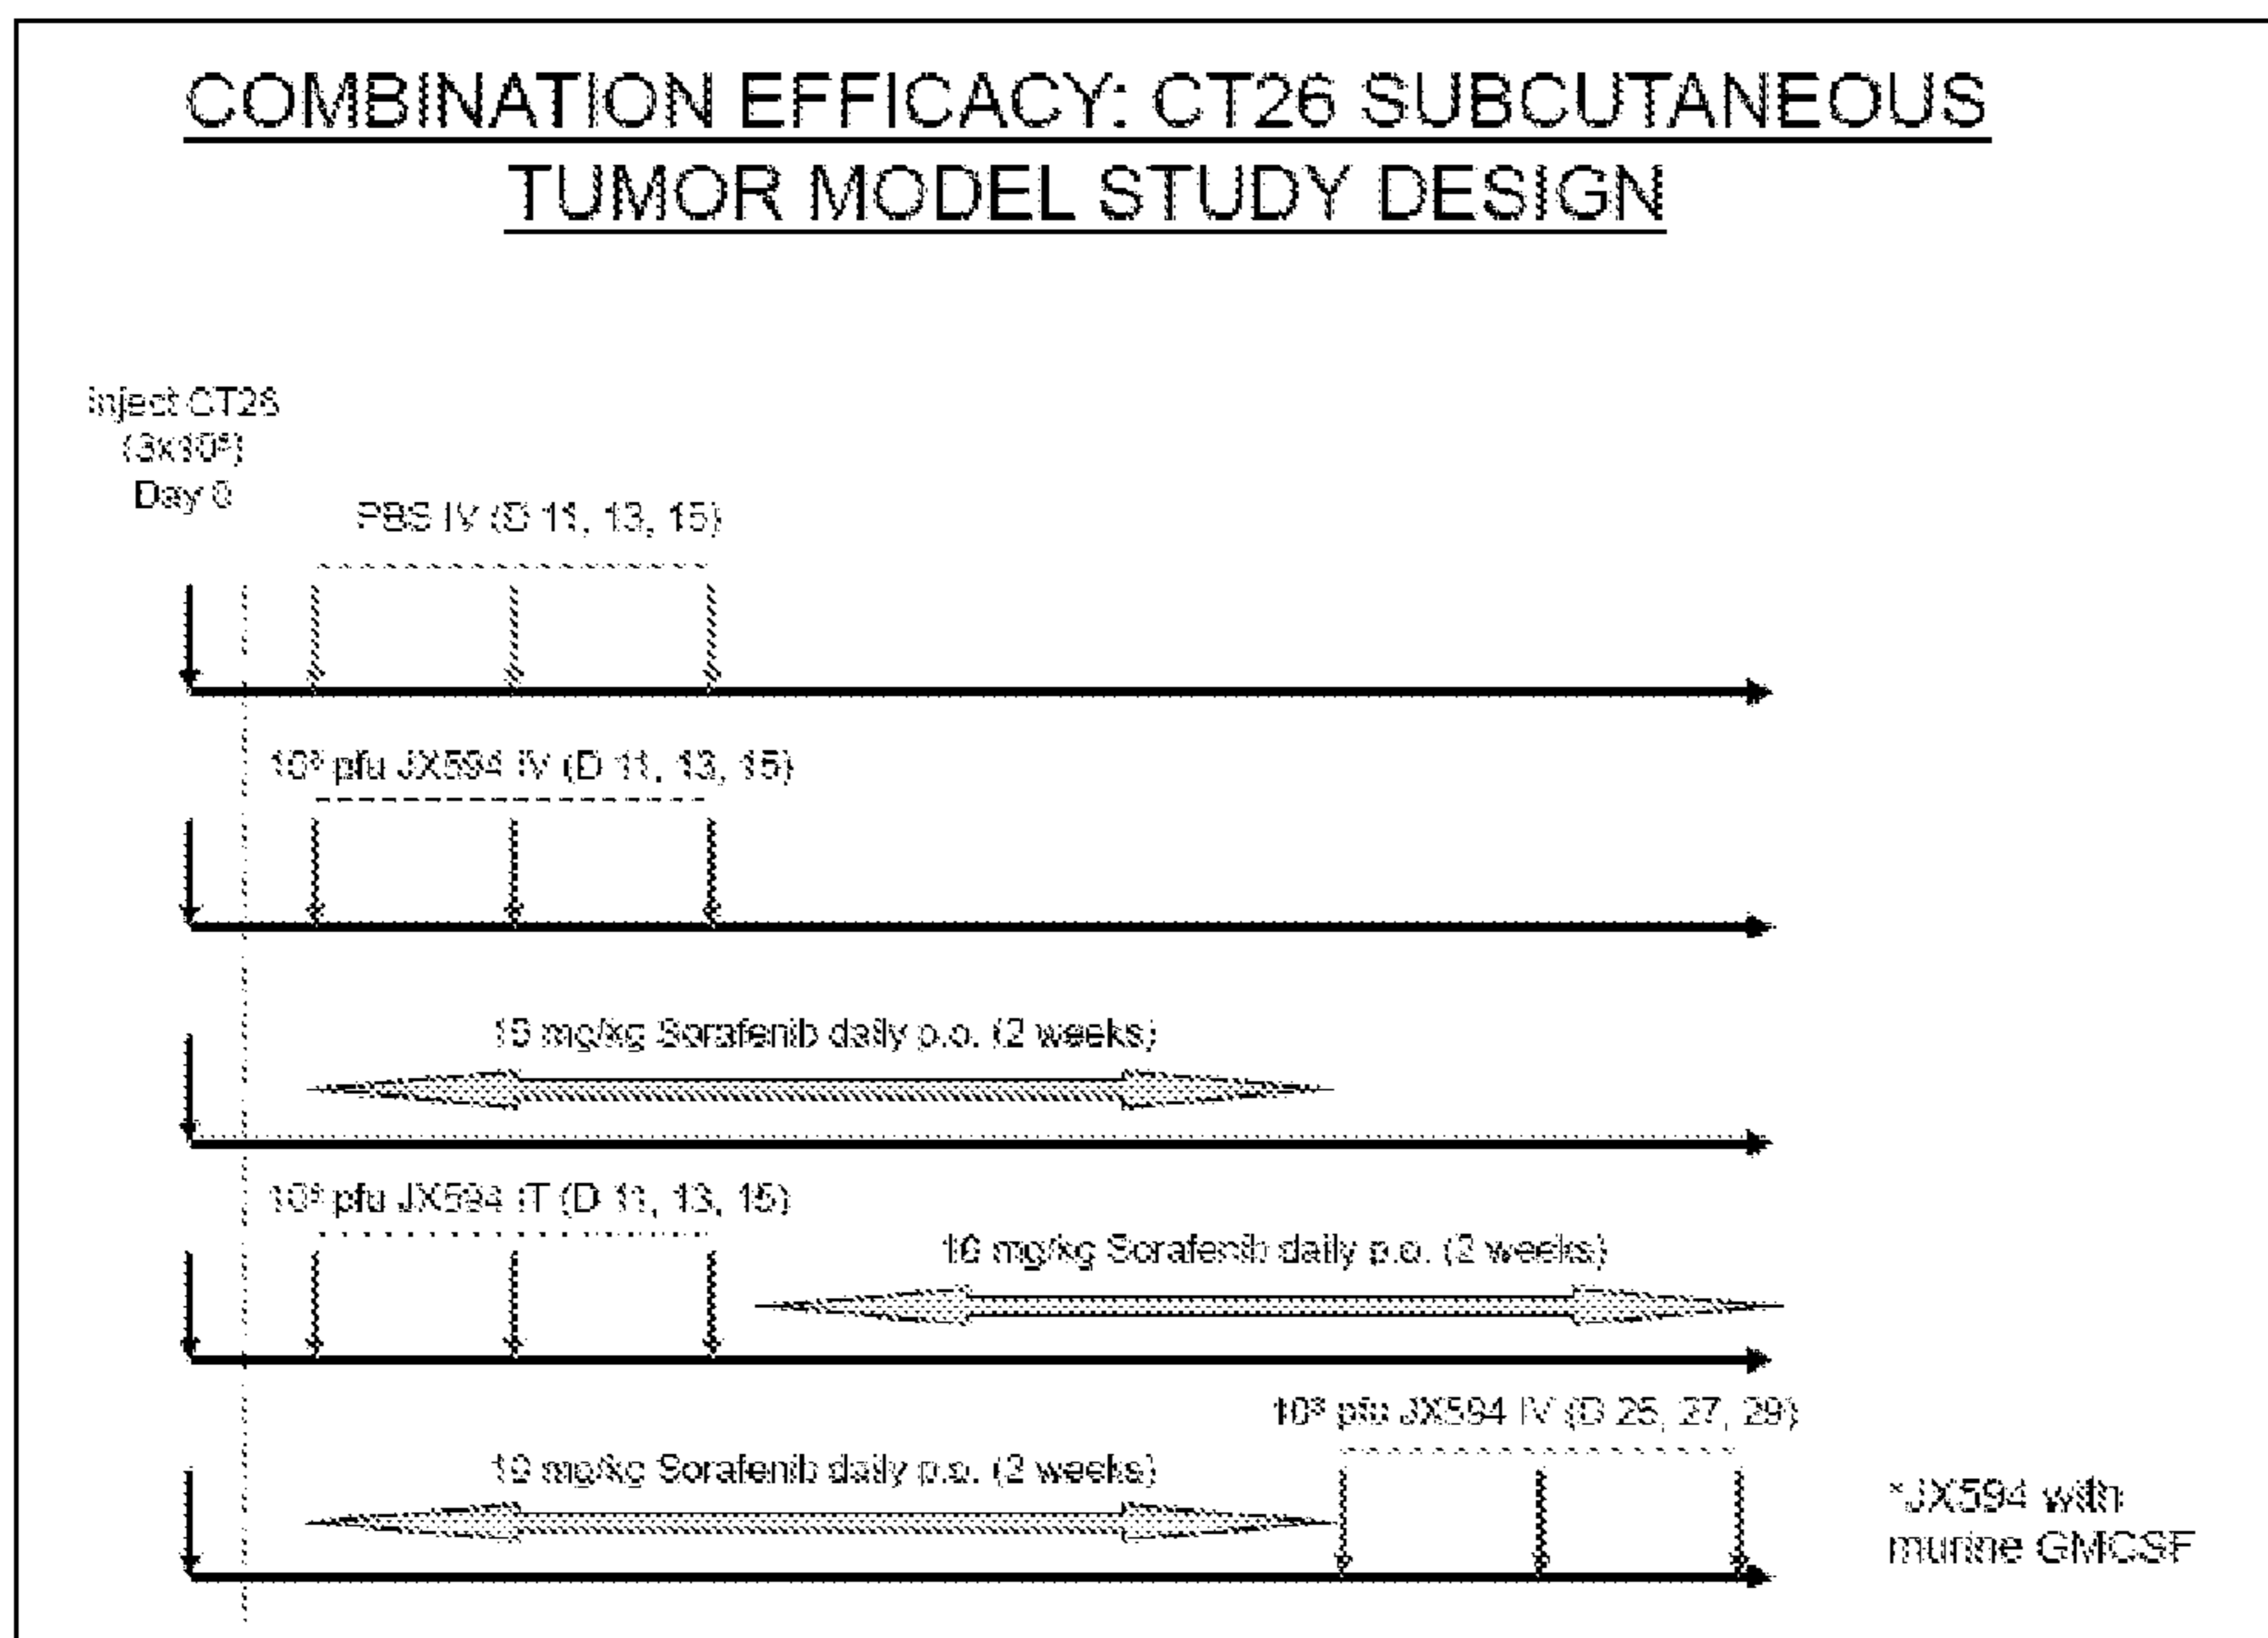 COMBINATION EFFICACY: CT26 SUBCUTANEOUS
TUMOR MODEL STUDY DESIGN
inject CT26
Day 0
PBS IV (D 11, 13, 15)
pfu JX594 IV (D 11, 13, 15)
mg/kg Sorafenib daily p.o. (2 weeks)
pfu JX594 IT (D 11, 13, 15)
10 mg/kg Sorafenib daily p.o. (2 weeks)
pfu JX594 IV (D 25, 27, 29)
10 mg/kg Sorafenib daily p.o. (2 weeks)
*JX594 with
murine GMCSF